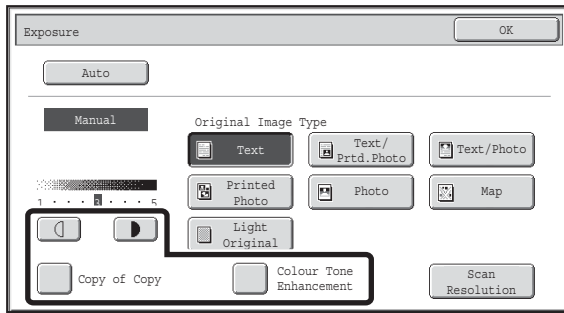 Exposure
OK
Auto
Manual
Original Image Type
Text
Text/
Prtd.Photo
Text/Photo
1 · · · 3 · · · 5
Printed
Photo
Photo
Map
Light
Original
Copy of Copy
Colour Tone
Enhancement
Scan
Resolution